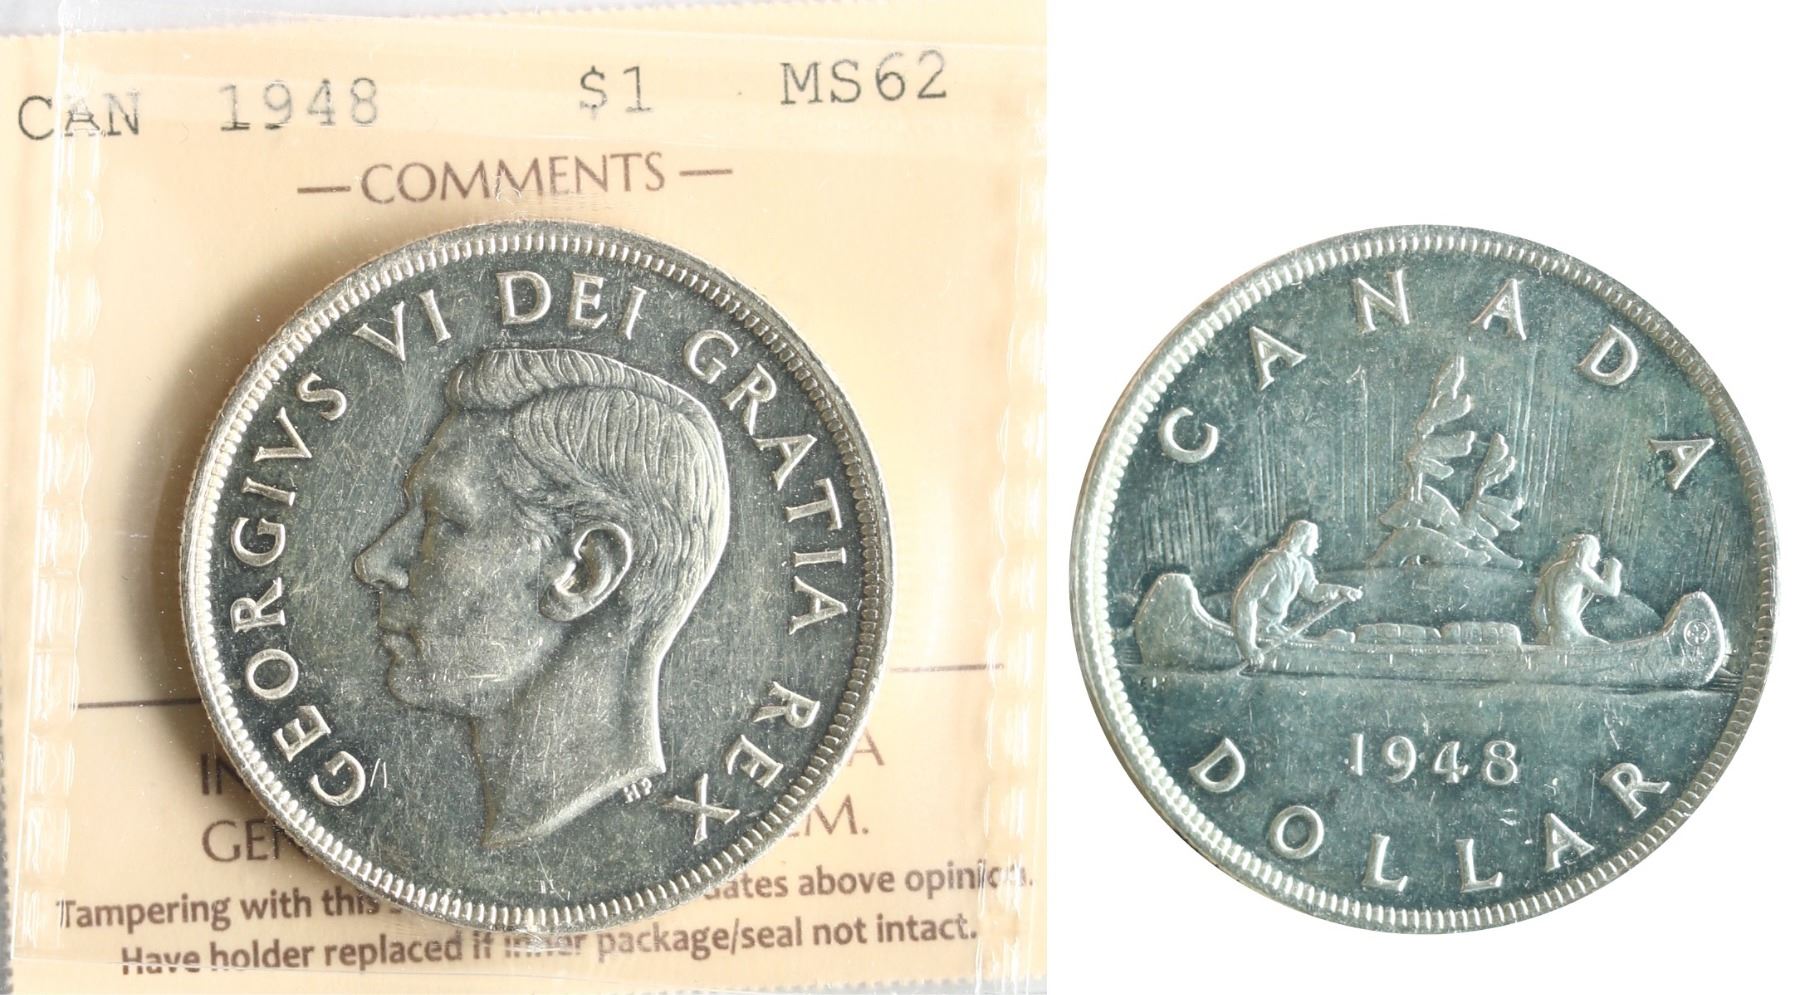 CAN 1948 $1 MS62
— COMMENTS —
GEORGIVS VI DEI GRATIA REX
HP
Tampering with this above opinion.
Have holder replaced if inner package/seal not intact.
CANADA
1948
DOLLAR